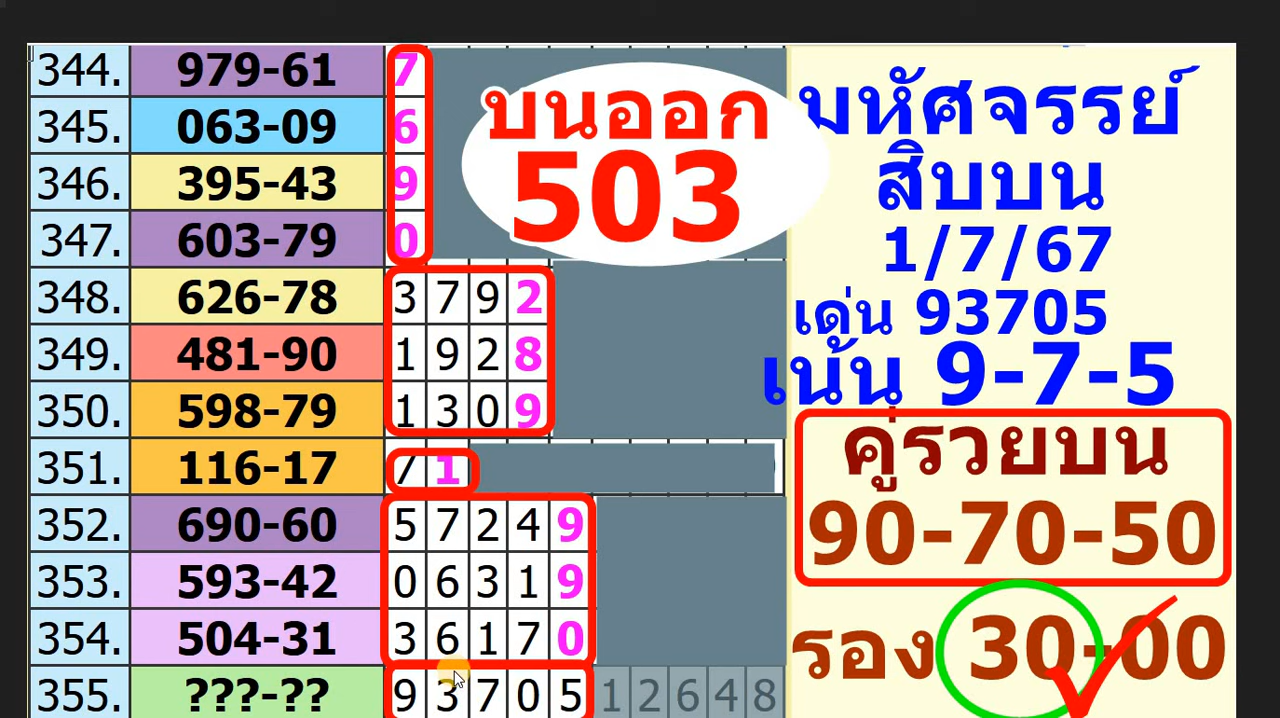 344. 979-61 7
345. 063-09 6
346. 395-43 9
347. 603-79 0
348. 626-78 3 7 9 2
349. 481-90 1 9 2 8
350. 598-79 1 3 0 9
351. 116-17 7 1
352. 690-60 5 7 2 4 9
353. 593-42 0 6 3 1 9
354. 504-31 3 6 1 7 0
355. ???-?? 9 3 7 0 5 1 2 6 4 8
บนออก
503
มหัศจรรย์
สิบบน
1/7/67
เด่น 93705
เน้น 9-7-5
คู่รวยบน
90-70-50
รอง 30-00